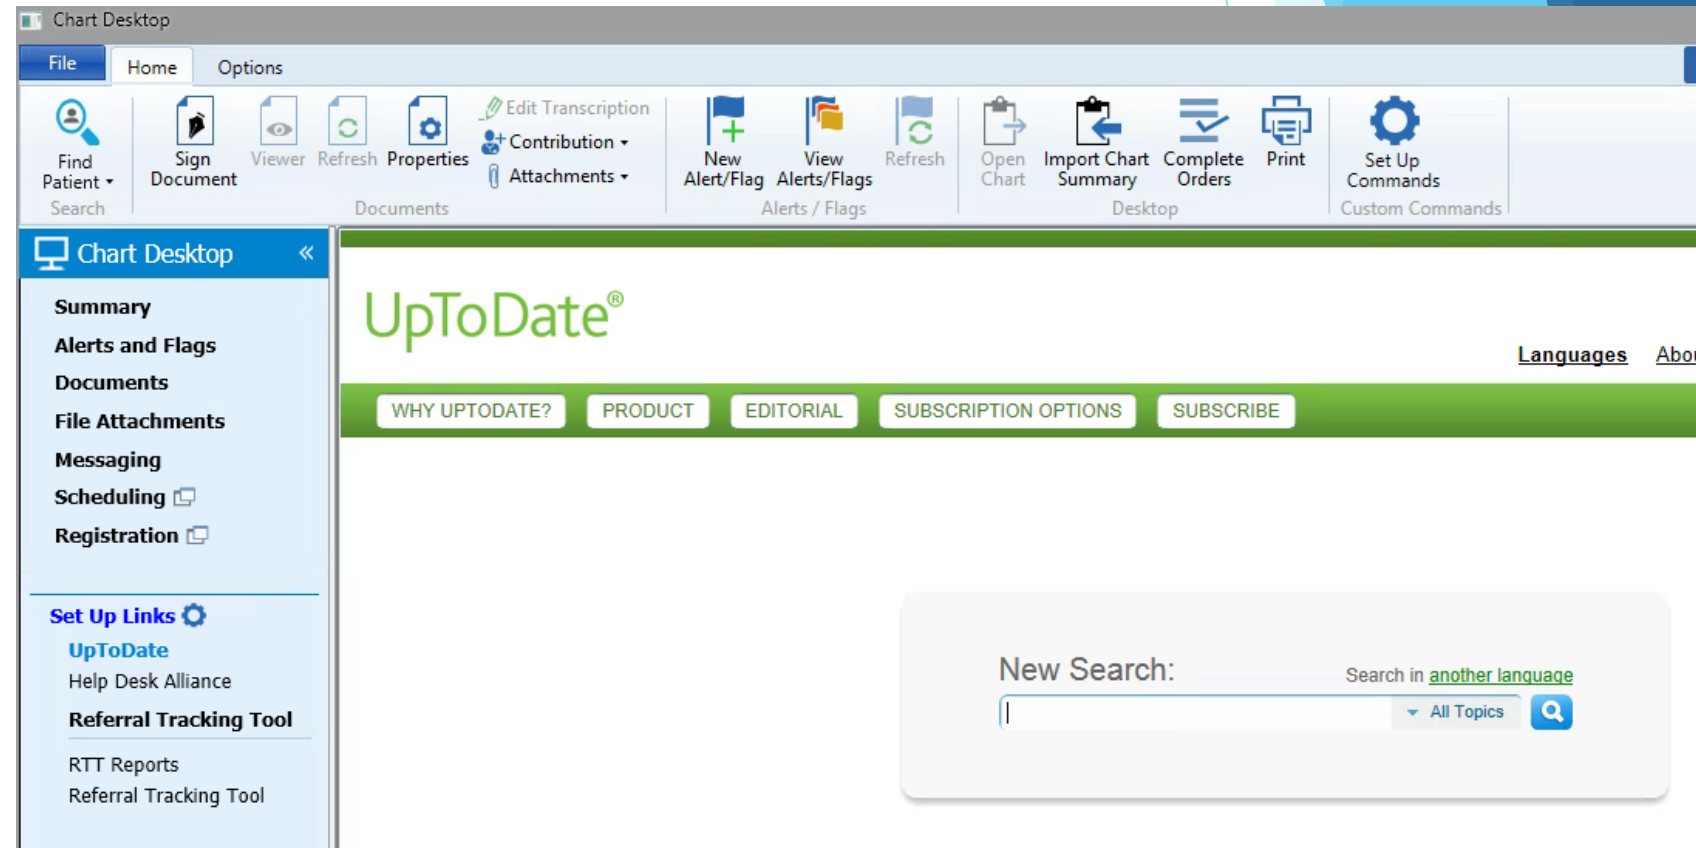 Chart Desktop
File Home Options
Find Patient
Search
Sign Document
Viewer
Refresh
Properties
Edit Transcription
Contribution
Attachments
Documents
New Alert/Flag
View Alerts/Flags
Refresh
Alerts / Flags
Open Chart
Import Chart Summary
Complete Orders
Print
Desktop
Set Up Commands
Custom Commands
Chart Desktop «
Summary
Alerts and Flags
Documents
File Attachments
Messaging
Scheduling
Registration
Set Up Links
UpToDate
Help Desk Alliance
Referral Tracking Tool
RTT Reports
Referral Tracking Tool
UpToDate®
Languages
WHY UPTODATE? PRODUCT EDITORIAL SUBSCRIPTION OPTIONS SUBSCRIBE
New Search: Search in another language
All Topics